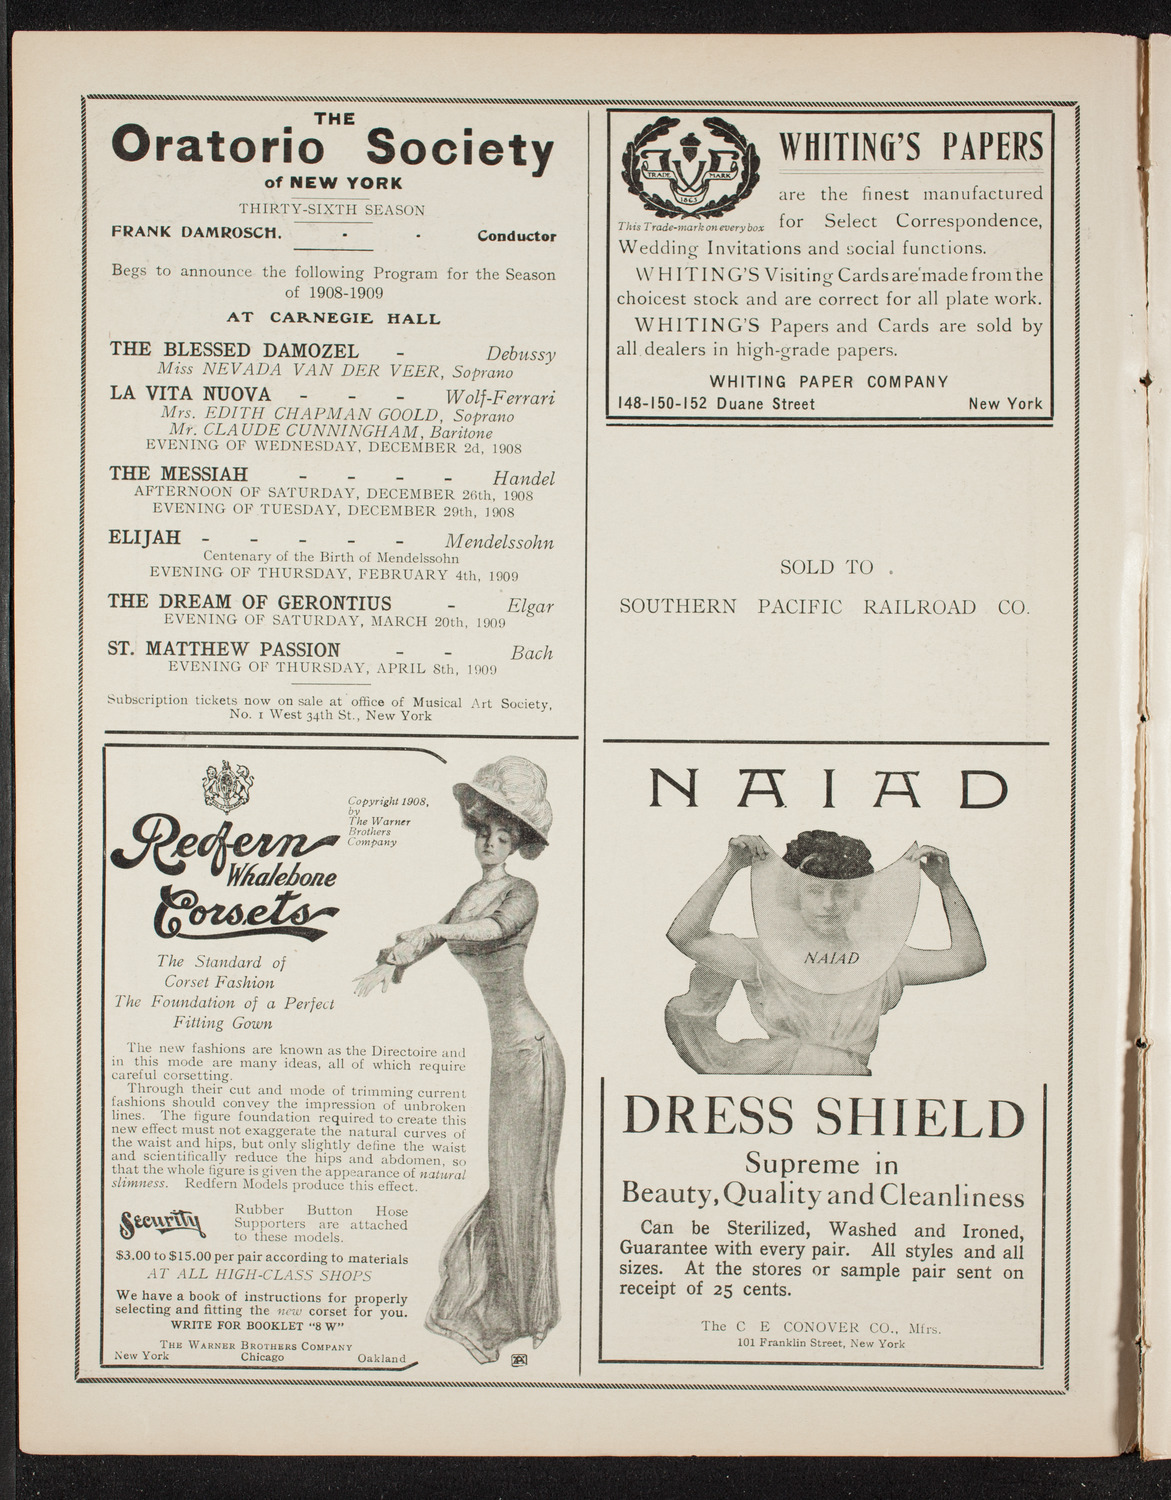 THE
Oratorio Society
of NEW YORK
THIRTY-SIXTH SEASON
FRANK DAMROSCH. - - Conductor
Begs to announce the following Program for the Season
of 1908-1909
AT CARNEGIE HALL
THE BLESSED DAMOZEL - Debussy
Miss NEVADA VAN DER VEER, Soprano
LA VITA NUOVA - - - Wolf-Ferrari
Mrs. EDITH CHAPMAN GOOLD, Soprano
Mr. CLAUDE CUNNINGHAM, Baritone
EVENING OF WEDNESDAY, DECEMBER 2d, 1908
THE MESSIAH - - - - Handel
AFTERNOON OF SATURDAY, DECEMBER 26th, 1908
EVENING OF TUESDAY, DECEMBER 29th, 1908
ELIJAH - - - - - Mendelssohn
Centenary of the Birth of Mendelssohn
EVENING OF THURSDAY, FEBRUARY 4th, 1909
THE DREAM OF GERONTIUS - Elgar
EVENING OF SATURDAY, MARCH 20th, 1909
ST. MATTHEW PASSION - - Bach
EVENING OF THURSDAY, APRIL 8th, 1909
Subscription tickets now on sale at office of Musical Art Society,
No. 1 West 34th St., New York
Redfern
Whalebone
Corsets
Copyright 1908,
by
The Warner
Brothers
Company
The Standard of
Corset Fashion
The Foundation of a Perfect
Fitting Gown
The new fashions are known as the Directoire and
in this mode are many ideas, all of which require
careful corsetting.
Through their cut and mode of trimming current
fashions should convey the impression of unbroken
lines. The figure foundation required to create this
new effect must not exaggerate the natural curves of
the waist and hips, but only slightly define the waist
and scientifically reduce the hips and abdomen, so
that the whole figure is given the appearance of natural
slimness. Redfern Models produce this effect.
Security
Rubber Button Hose
Supporters are attached
to these models.
$3.00 to $15.00 per pair according to materials
AT ALL HIGH-CLASS SHOPS
We have a book of instructions for properly
selecting and fitting the new corset for you.
WRITE FOR BOOKLET "8 W"
THE WARNER BROTHERS COMPANY
New York Chicago Oakland
TRADE MARK
1865
This Trade-mark on every box
WHITING'S PAPERS
are the finest manufactured
for Select Correspondence,
Wedding Invitations and social functions.
WHITING'S Visiting Cards are made from the
choicest stock and are correct for all plate work.
WHITING'S Papers and Cards are sold by
all dealers in high-grade papers.
WHITING PAPER COMPANY
148-150-152 Duane Street New York
SOLD TO
SOUTHERN PACIFIC RAILROAD CO.
NAIAD
NAIAD
DRESS SHIELD
Supreme in
Beauty, Quality and Cleanliness
Can be Sterilized, Washed and Ironed,
Guarantee with every pair. All styles and all
sizes. At the stores or sample pair sent on
receipt of 25 cents.
The C E CONOVER CO., Mfrs.
101 Franklin Street, New York